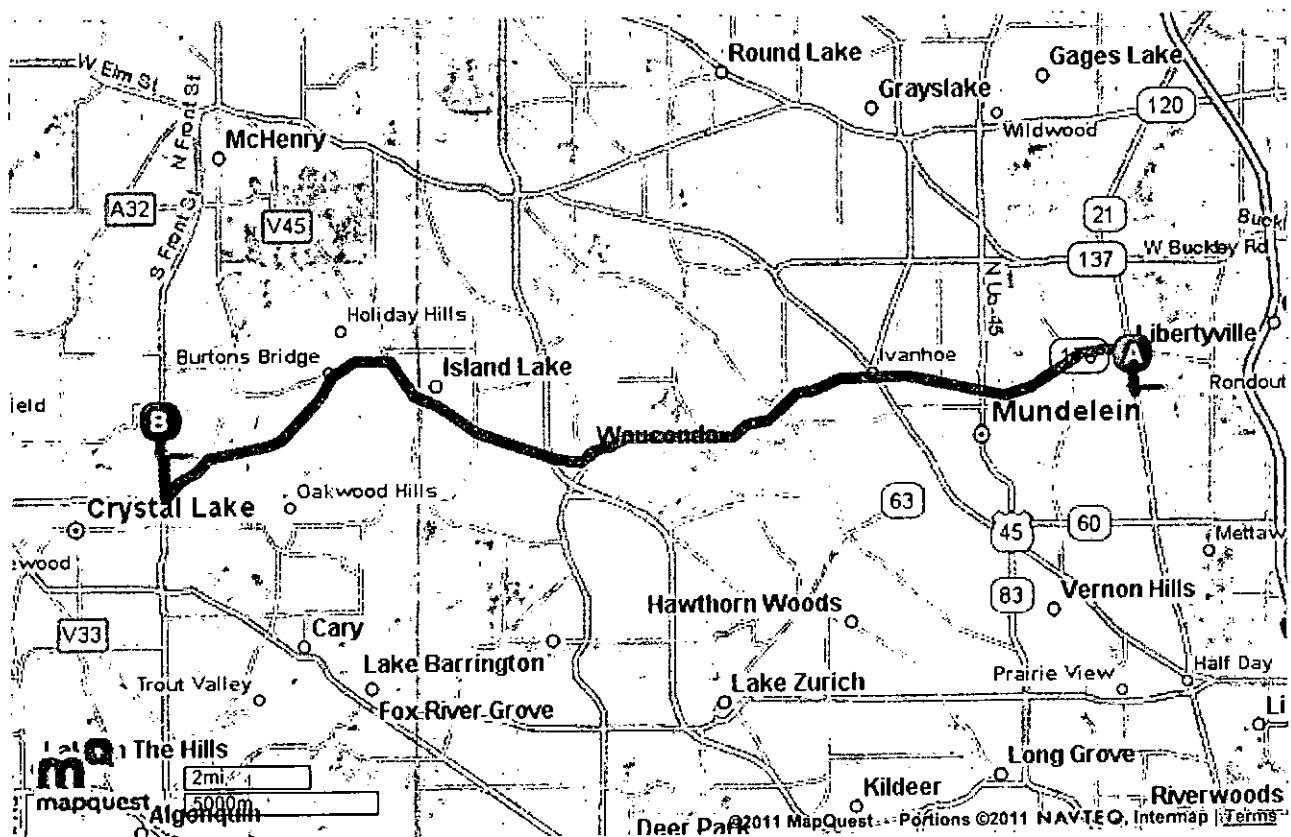 Round Lake
Gages Lake
W Elm St
Grayslake
120
N Front St
McHenry
Wildwood
A32
V45
21
S Front St
Buck
W Buckley Rd
137
N US-45
Holiday Hills
Libertyville
Burtons Bridge
Ivanhoe
A
Island Lake
Rondout
ield
B
Mundelein
Wauconda
Oakwood Hills
Crystal Lake
63
45
60
Mettaw
ewood
83
Vernon Hills
Hawthorn Woods
V33
Cary
Lake Barrington
Half Day
Prairie View
Trout Valley
Lake Zurich
Fox River Grove
Li
The Hills
Long Grove
2mi
mapquest
5000m
Kildeer
Riverwoods
Algonquin
Deer Park
©2011 MapQuest - Portions ©2011 NAVTEQ, Intermap | Terms